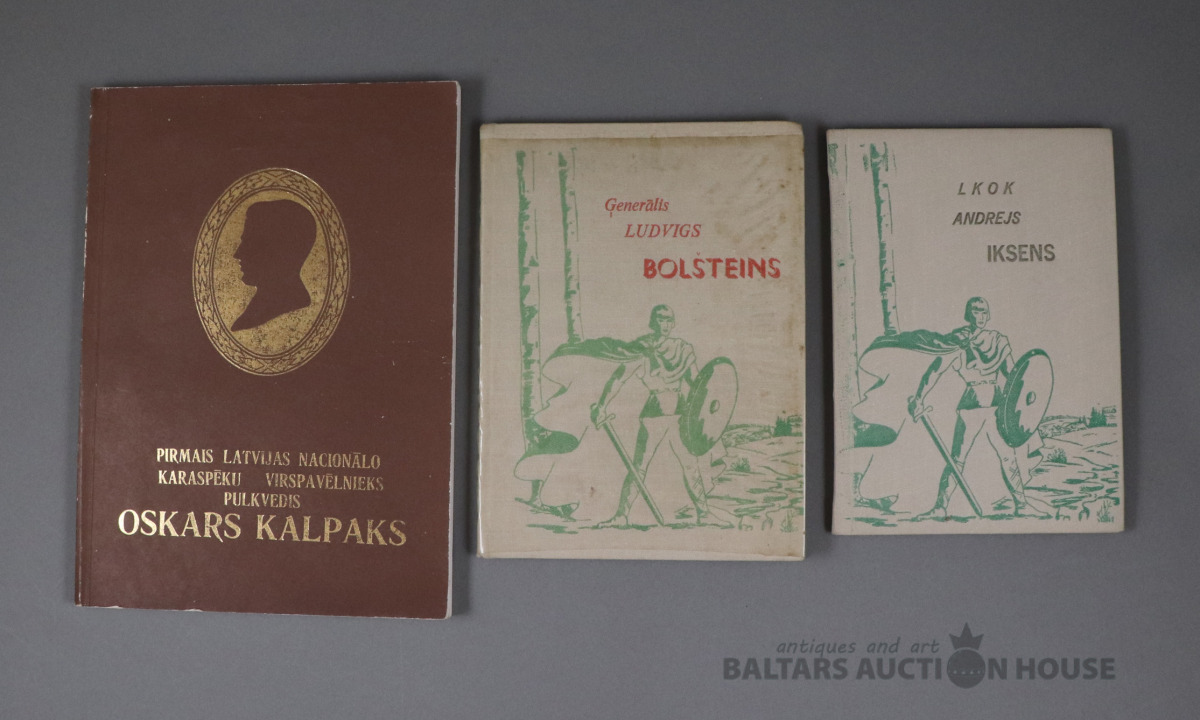 PIRMAIS LATVIJAS NACIONĀLO
KARASPĒKU VIRSPAVĒLNIEKS
PULKVEDIS
OSKARS KALPAKS
Ģenerālis
LUDVIGS
BOLŠTEINS
LKOK
ANDREJS
IKSENS
antiques and art
BALTARS AUCTION HOUSE